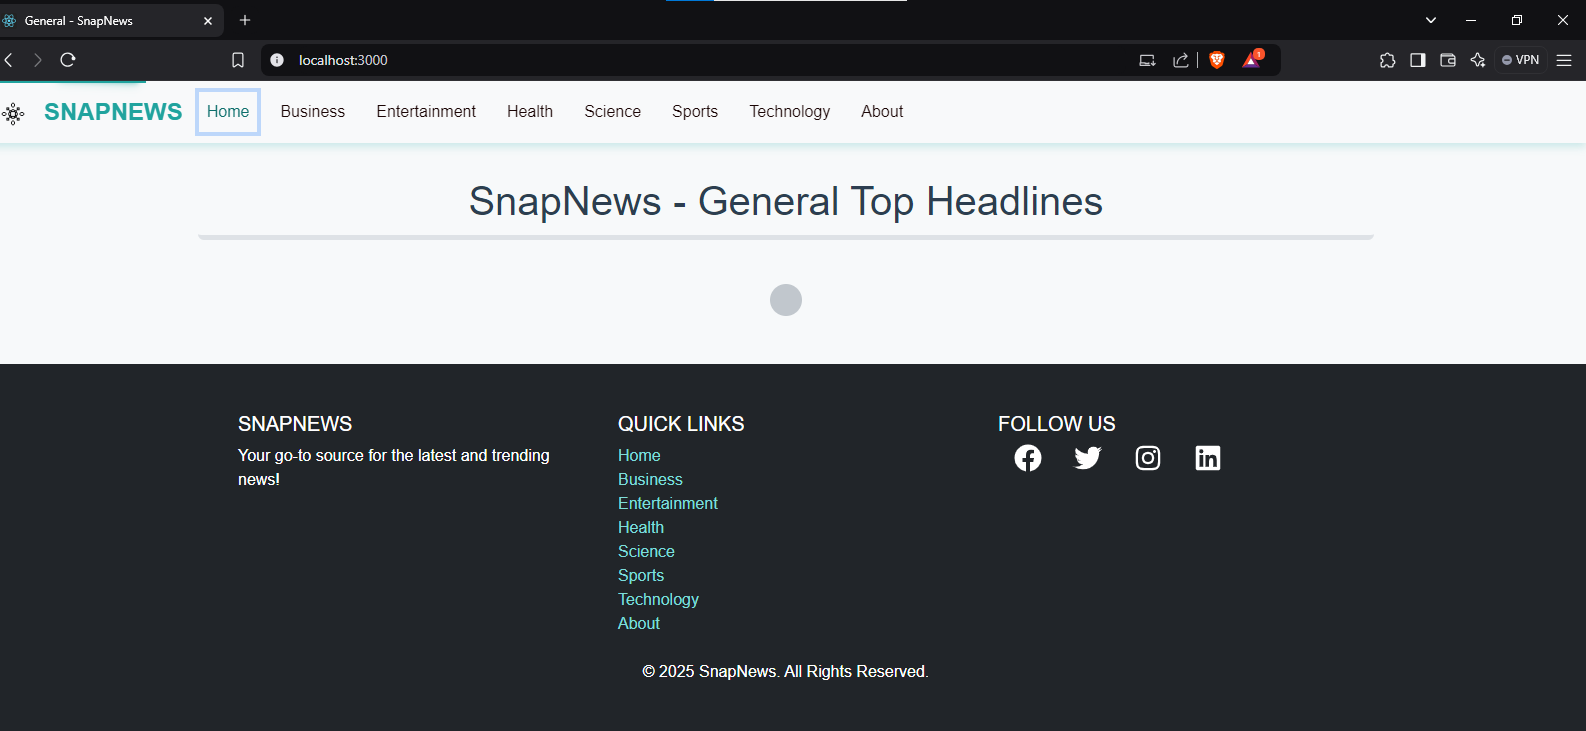 General - SnapNews
localhost:3000
1
VPN
SNAPNEWS Home Business Entertainment Health Science Sports Technology About
SnapNews - General Top Headlines
SNAPNEWS
Your go-to source for the latest and trending
news!
QUICK LINKS
Home
Business
Entertainment
Health
Science
Sports
Technology
About
FOLLOW US
© 2025 SnapNews. All Rights Reserved.